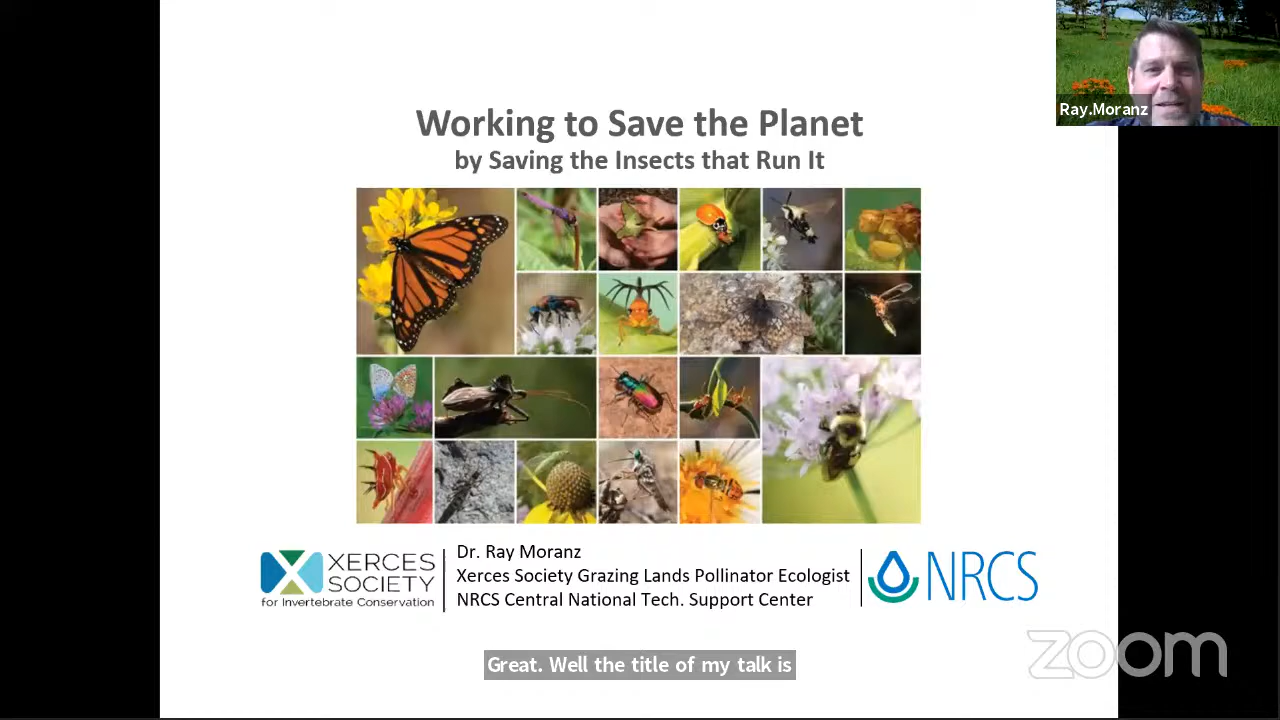 Ray.Moranz
Working to Save the Planet
by Saving the Insects that Run It
XERCES
SOCIETY
for Invertebrate Conservation
Dr. Ray Moranz
Xerces Society Grazing Lands Pollinator Ecologist
NRCS Central National Tech. Support Center
NRCS
Great. Well the title of my talk is
zoom